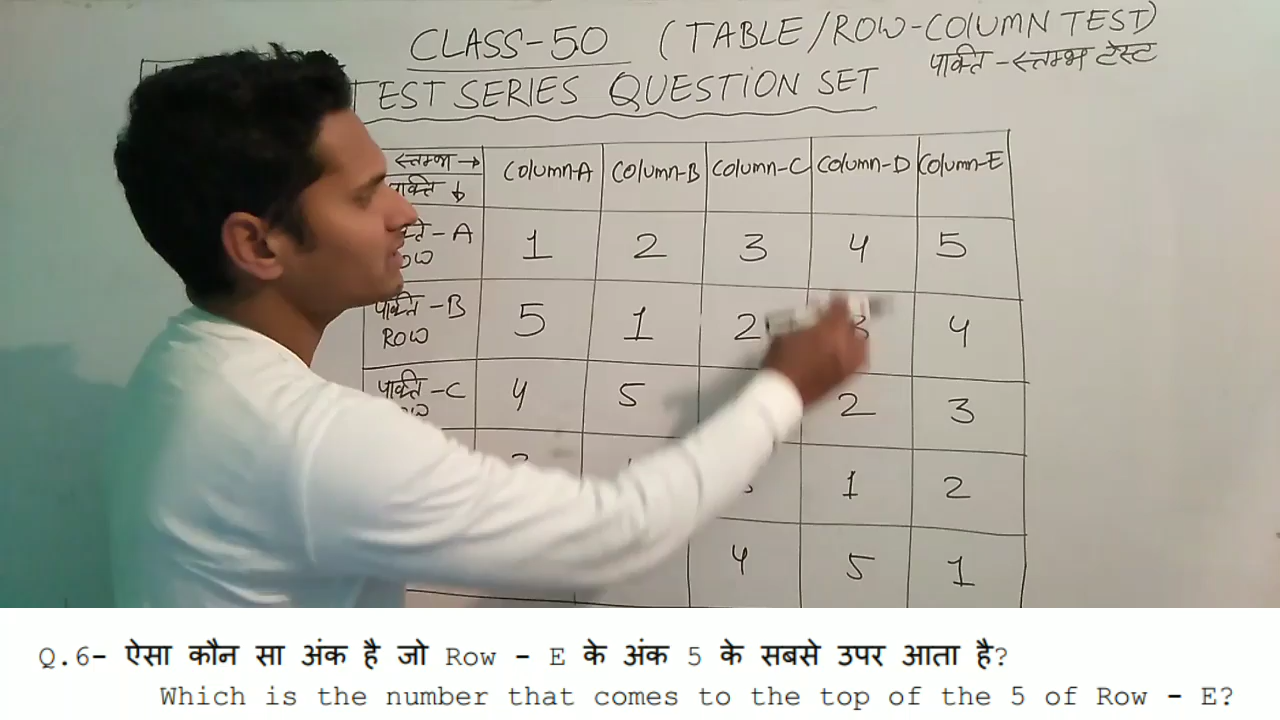 CLASS-50 (TABLE/ROW-COLUMN TEST)
TEST SERIES QUESTION SET पंक्ति-स्तम्भ टेस्ट
स्तम्भ → COLUMN-A COLUMN-B COLUMN-C COLUMN-D COLUMN-E
पंक्ति ↓
-A 1 2 3 4 5
पंक्ति-B 5 1 2 3 4
ROW
पंक्ति-C 4 5 2 3
1 2
4 5 1
Q.6- ऐसा कौन सा अंक है जो Row - E के अंक 5 के सबसे उपर आता है?
Which is the number that comes to the top of the 5 of Row - E?